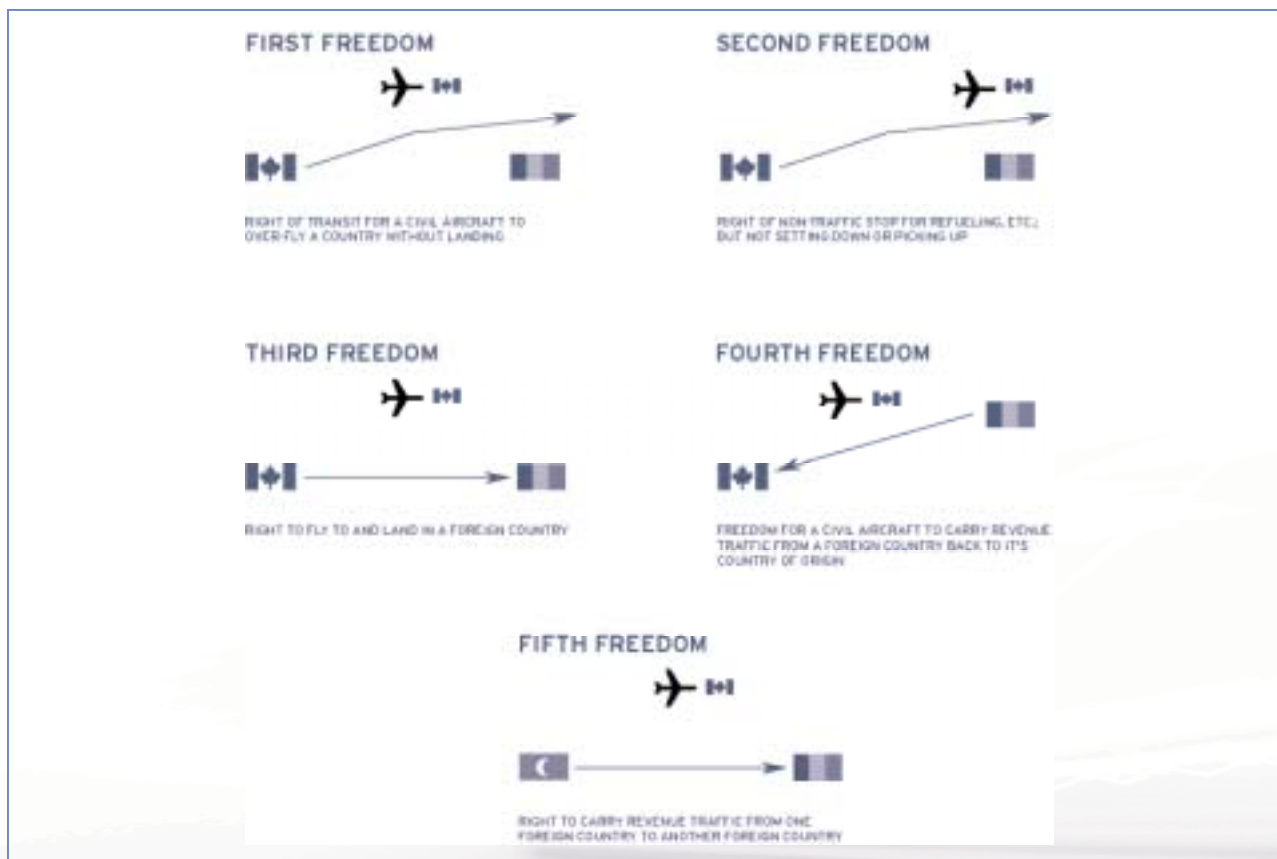 FIRST FREEDOM
RIGHT OF TRANSIT FOR A CIVIL AIRCRAFT TO
OVER-FLY A COUNTRY WITHOUT LANDING
SECOND FREEDOM
RIGHT OF NON-TRAFFIC STOP FOR REFUELING, ETC.;
BUT NOT SETTING DOWN OR PICKING UP
THIRD FREEDOM
RIGHT TO FLY TO AND LAND IN A FOREIGN COUNTRY
FOURTH FREEDOM
FREEDOM FOR A CIVIL AIRCRAFT TO CARRY REVENUE
TRAFFIC FROM A FOREIGN COUNTRY BACK TO IT'S
COUNTRY OF ORIGIN
FIFTH FREEDOM
RIGHT TO CARRY REVENUE TRAFFIC FROM ONE
FOREIGN COUNTRY TO ANOTHER FOREIGN COUNTRY